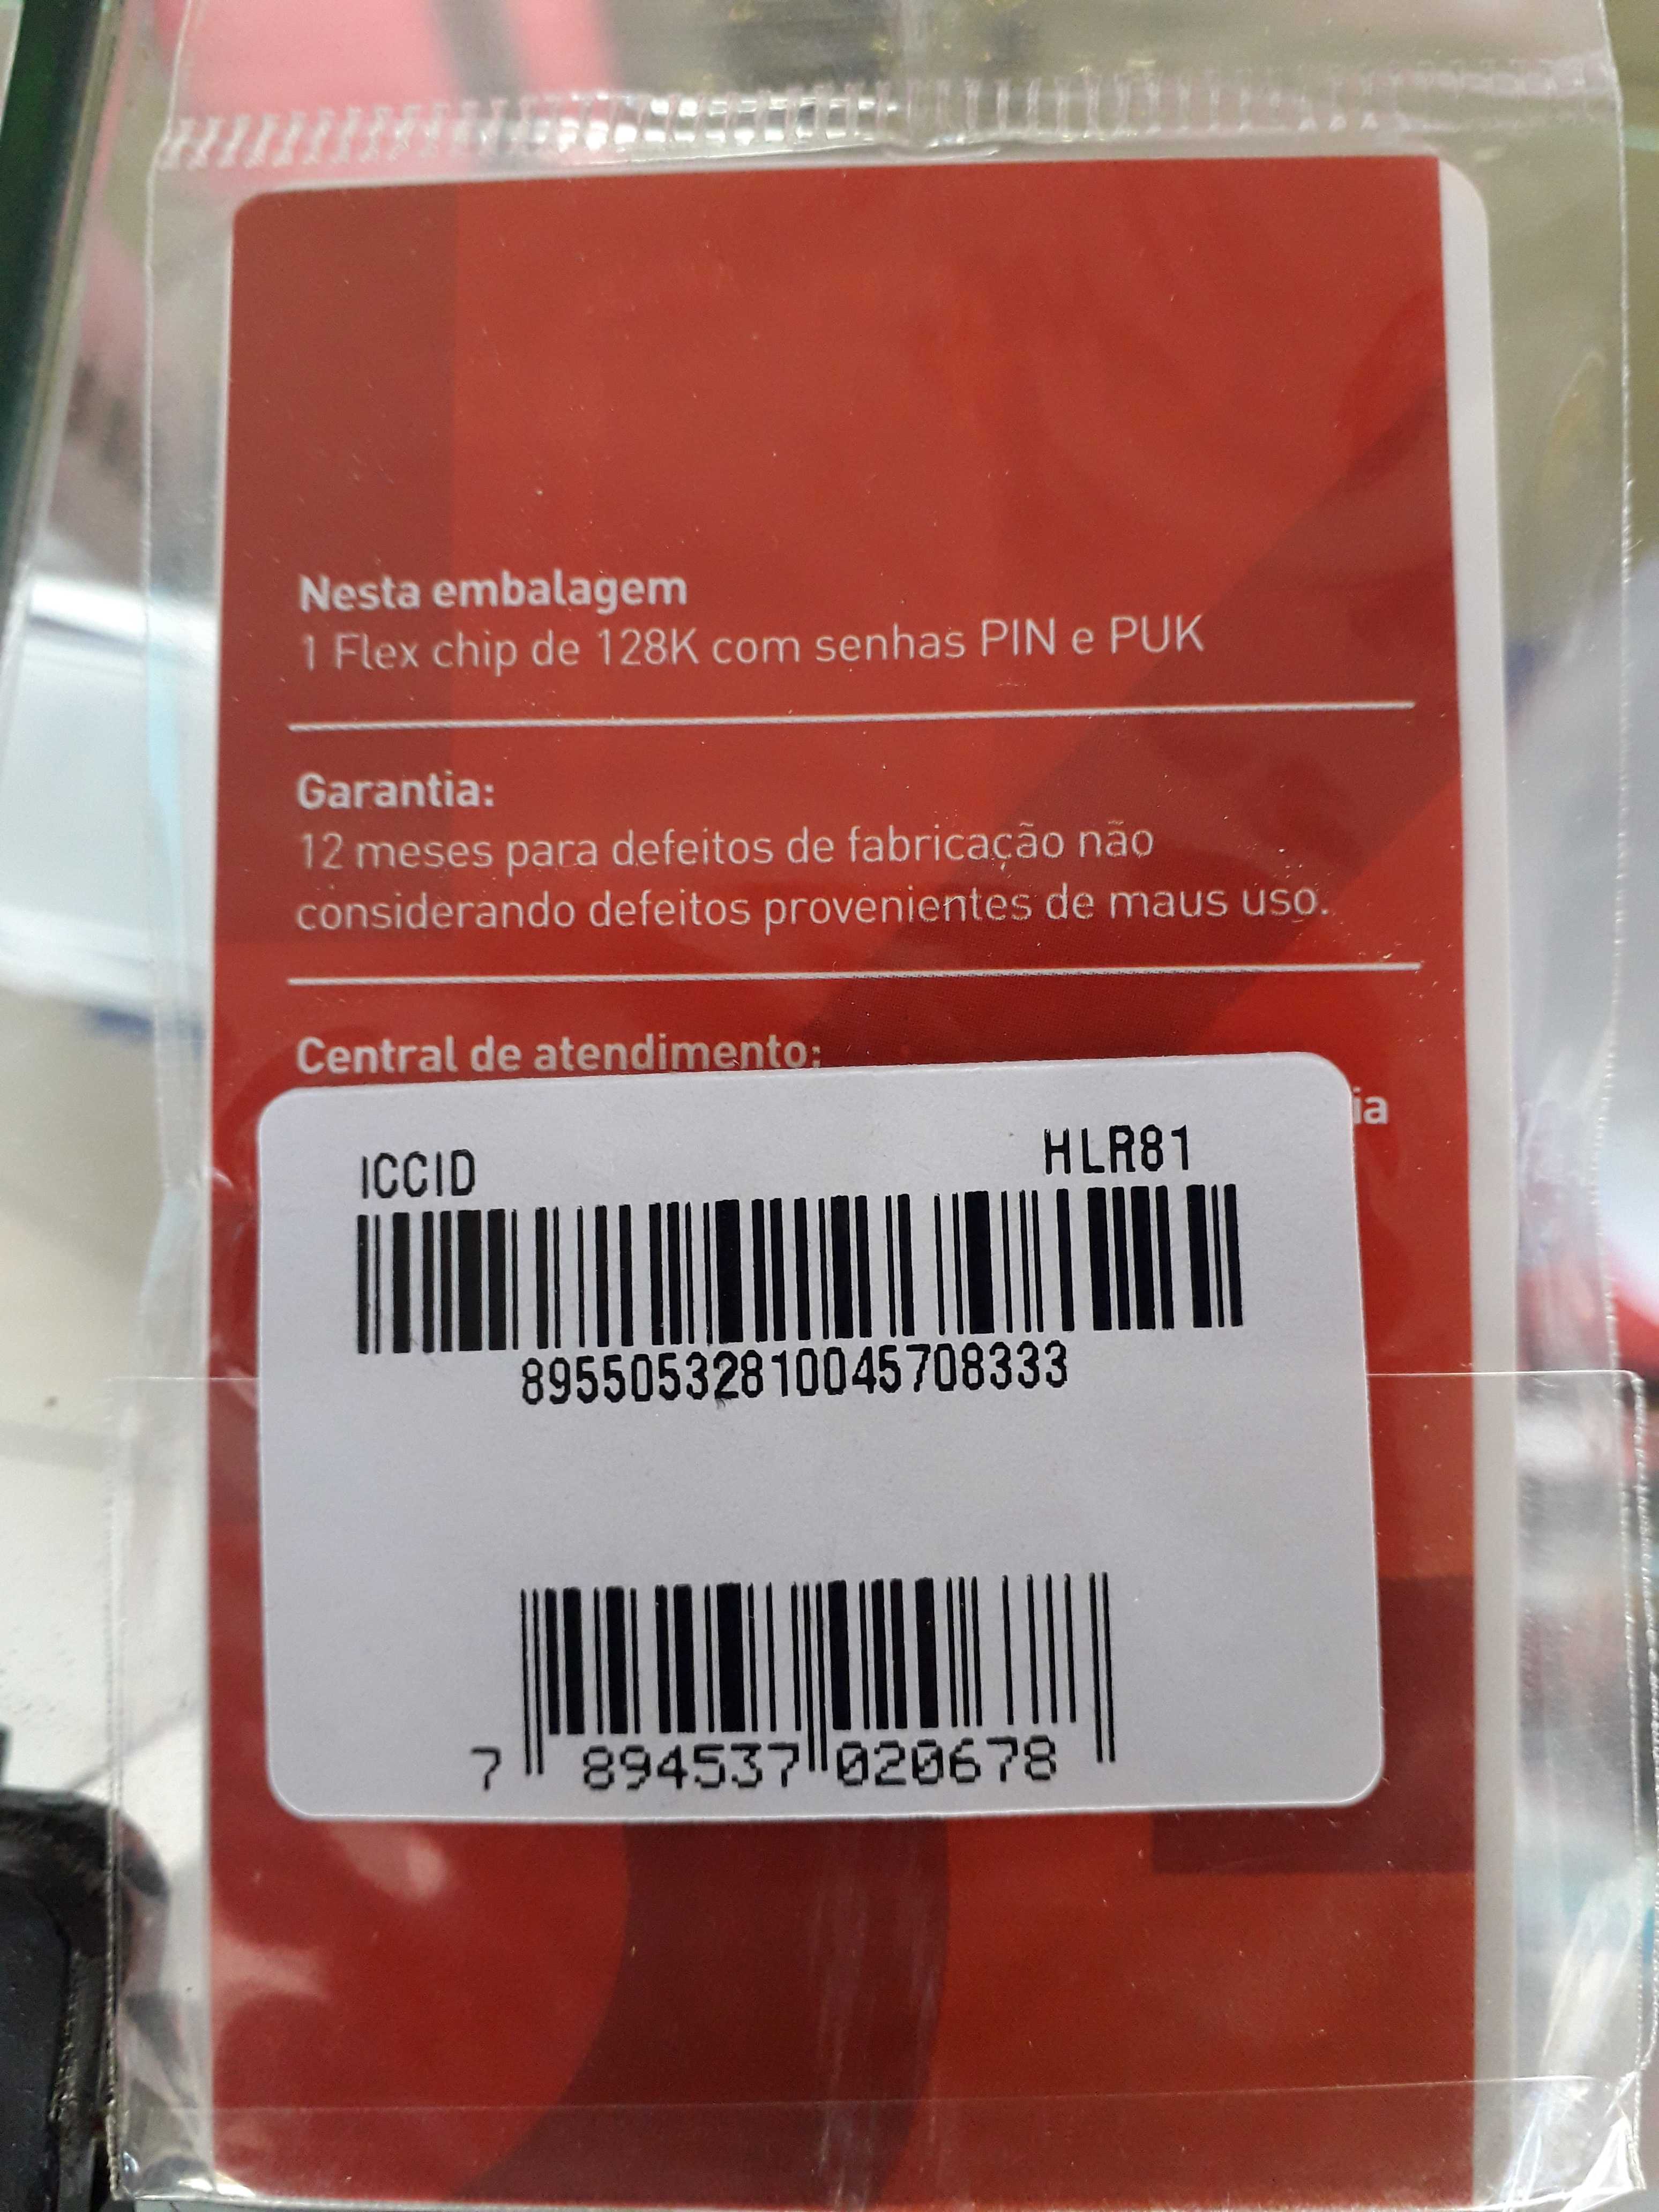 Nesta embalagem
1 Flex chip de 128K com senhas PIN e PUK
Garantia:
12 meses para defeitos de fabricação não
considerando defeitos provenientes de maus uso.
Central de atendimento:
ia
ICCID HLR81
89550532810045708333
7 894537 020678